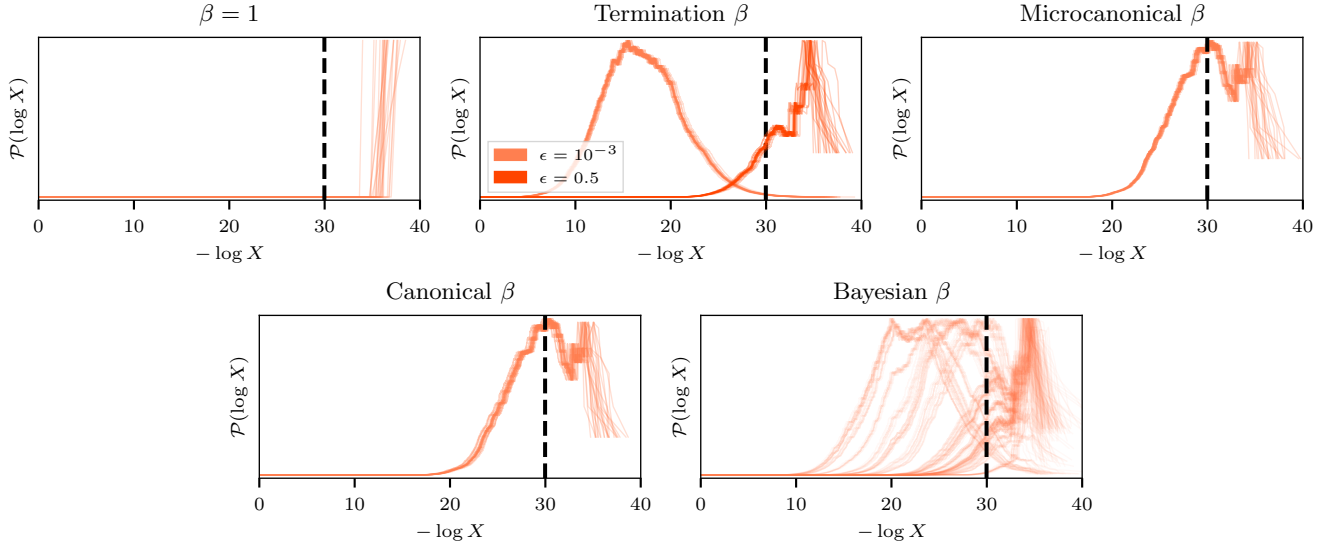 β = 1
P(log X)
0 10 20 30 40
− log X
Termination β
P(log X)
ϵ = 10⁻³
ϵ = 0.5
0 10 20 30 40
− log X
Microcanonical β
P(log X)
0 10 20 30 40
− log X
Canonical β
P(log X)
0 10 20 30 40
− log X
Bayesian β
P(log X)
0 10 20 30 40
− log X